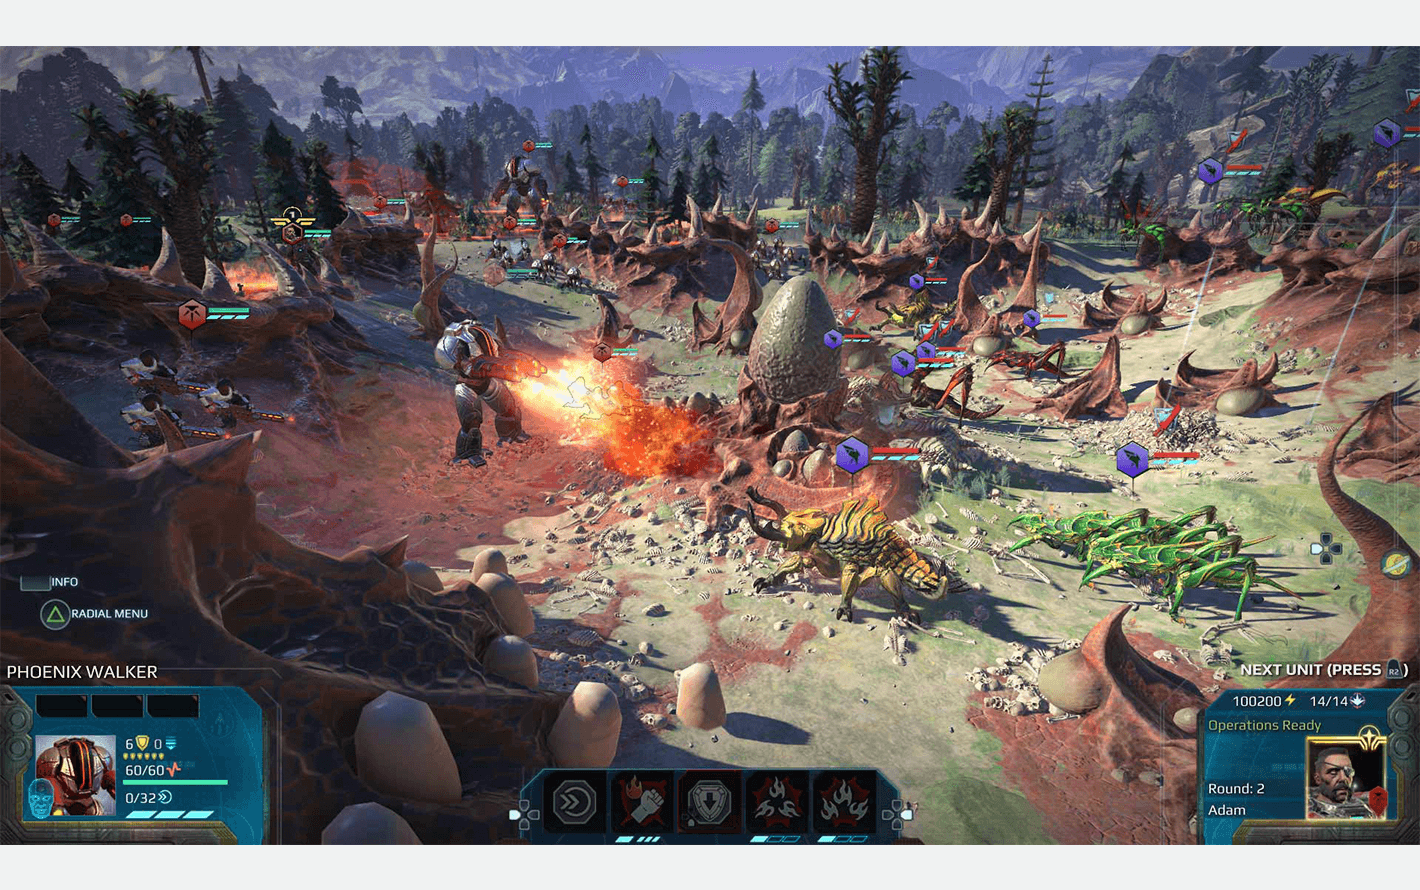 1
INFO
RADIAL MENU
PHOENIX WALKER
6 0
60/60
0/32
NEXT UNIT (PRESS R2)
100200 14/14
Operations Ready
Round: 2
Adam